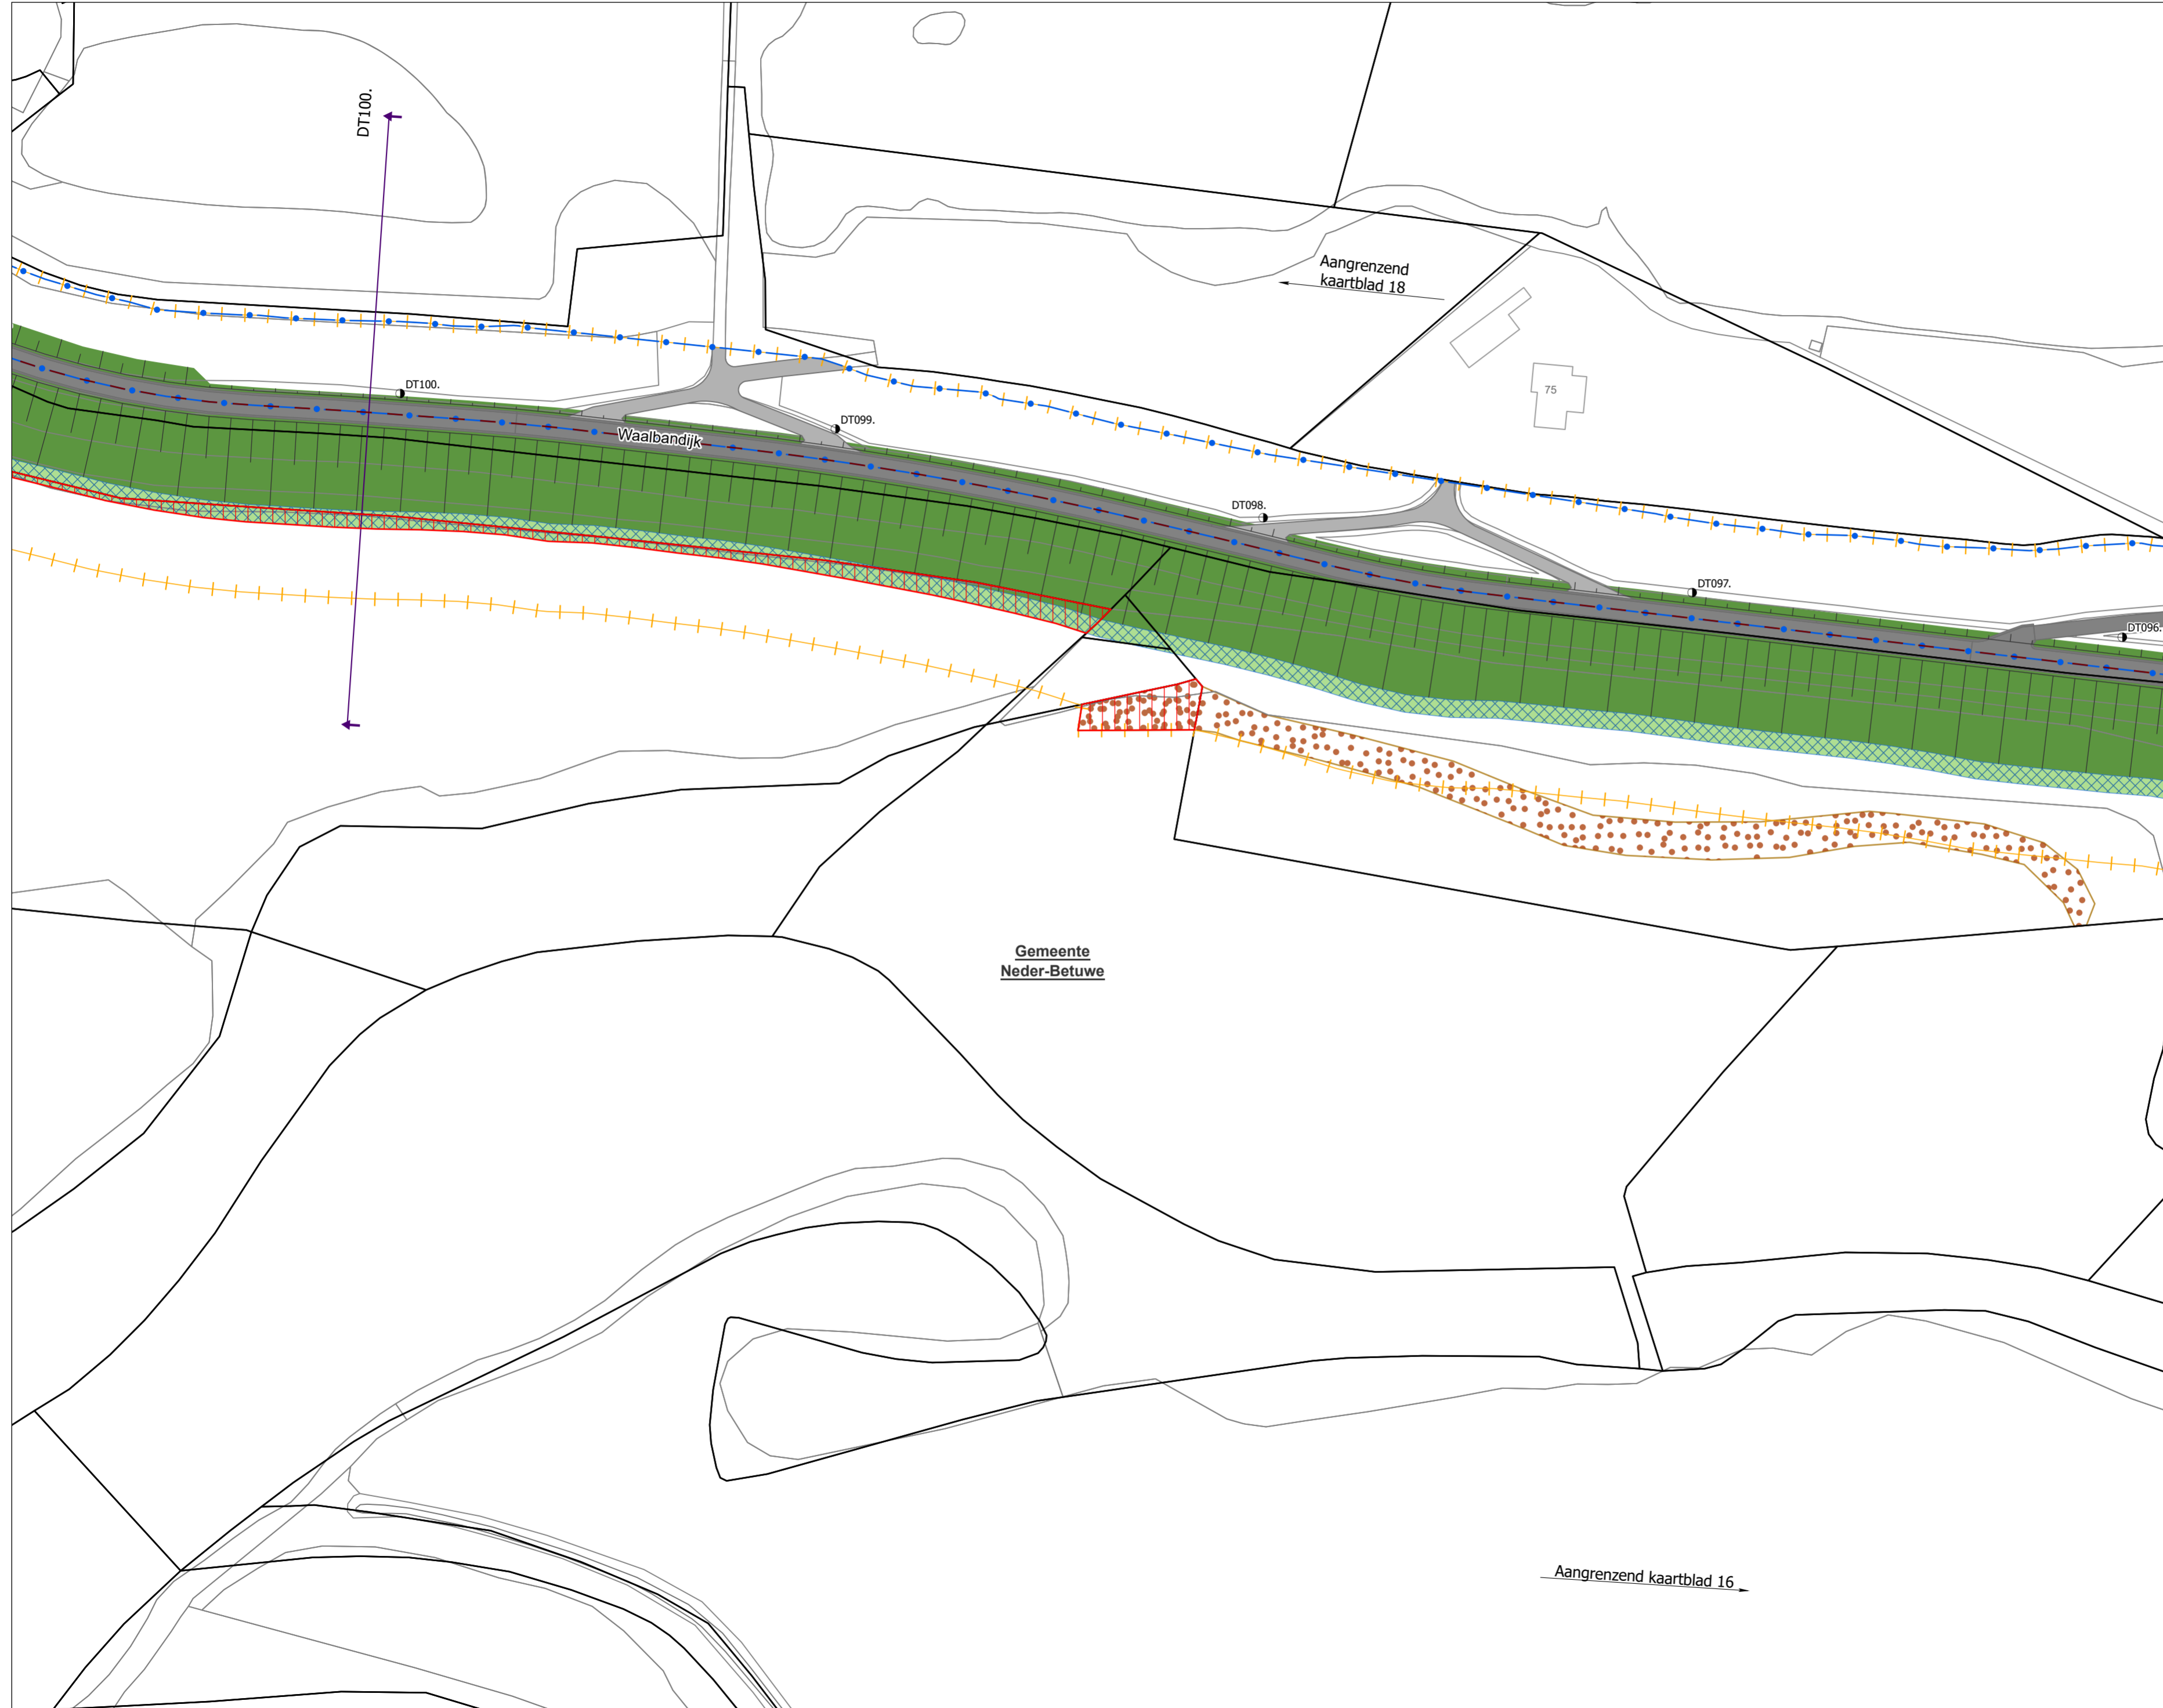 DT100.
Aangrenzend
kaartblad 18
75
DT100.
DT099.
Waalbandijk
DT098.
DT097.
DT096.
Gemeente
Neder-Betuwe
Aangrenzend kaartblad 16